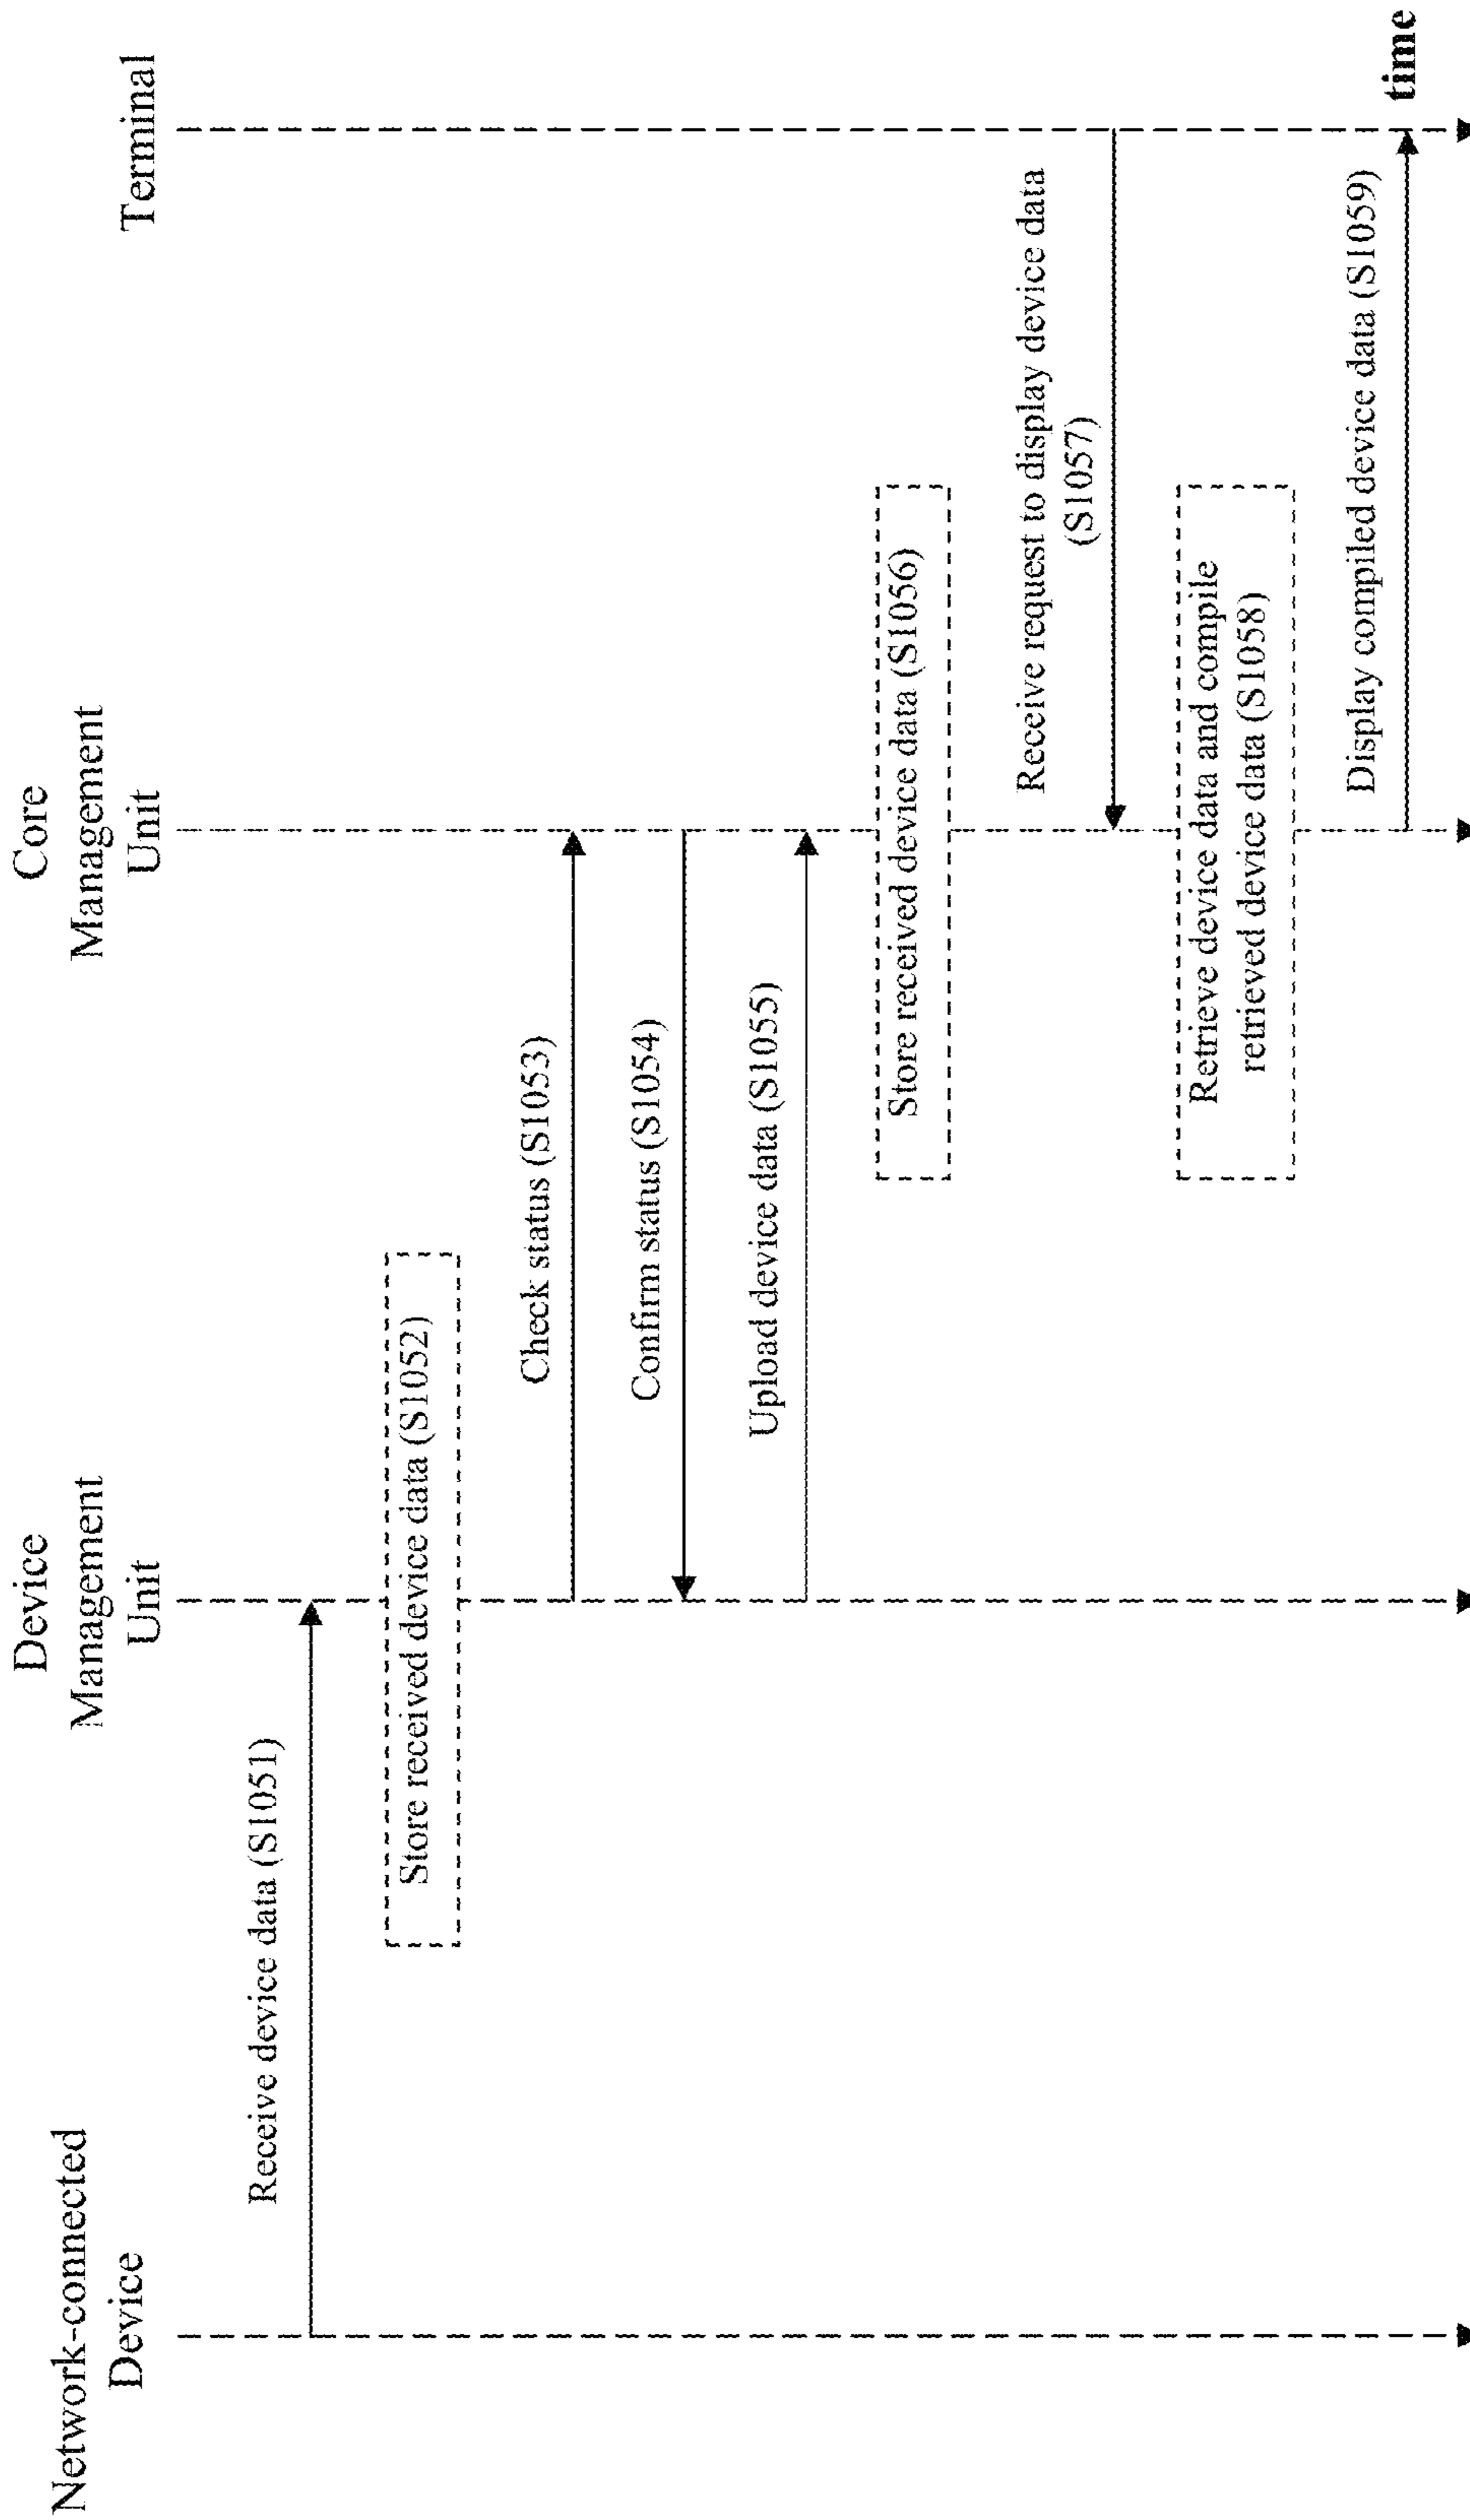 Network-connected
Device
Device
Management
Unit
Core
Management
Unit
Terminal
Receive device data (S1051)
Store received device data (S1052)
Check status (S1053)
Confirm status (S1054)
Upload device data (S1055)
Store received device data (S1056)
Receive request to display device data
(S1057)
Retrieve device data and compile
retrieved device data (S1058)
Display compiled device data (S1059)
time